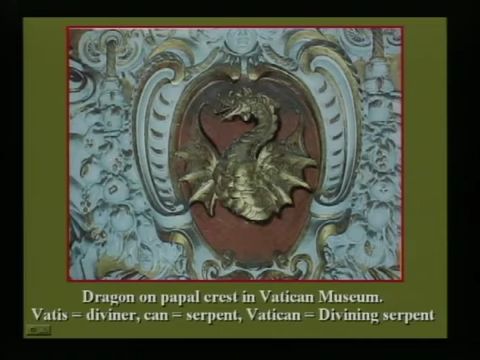 Dragon on papal crest in Vatican Museum.
Vatis = diviner, can = serpent, Vatican = Divining serpent